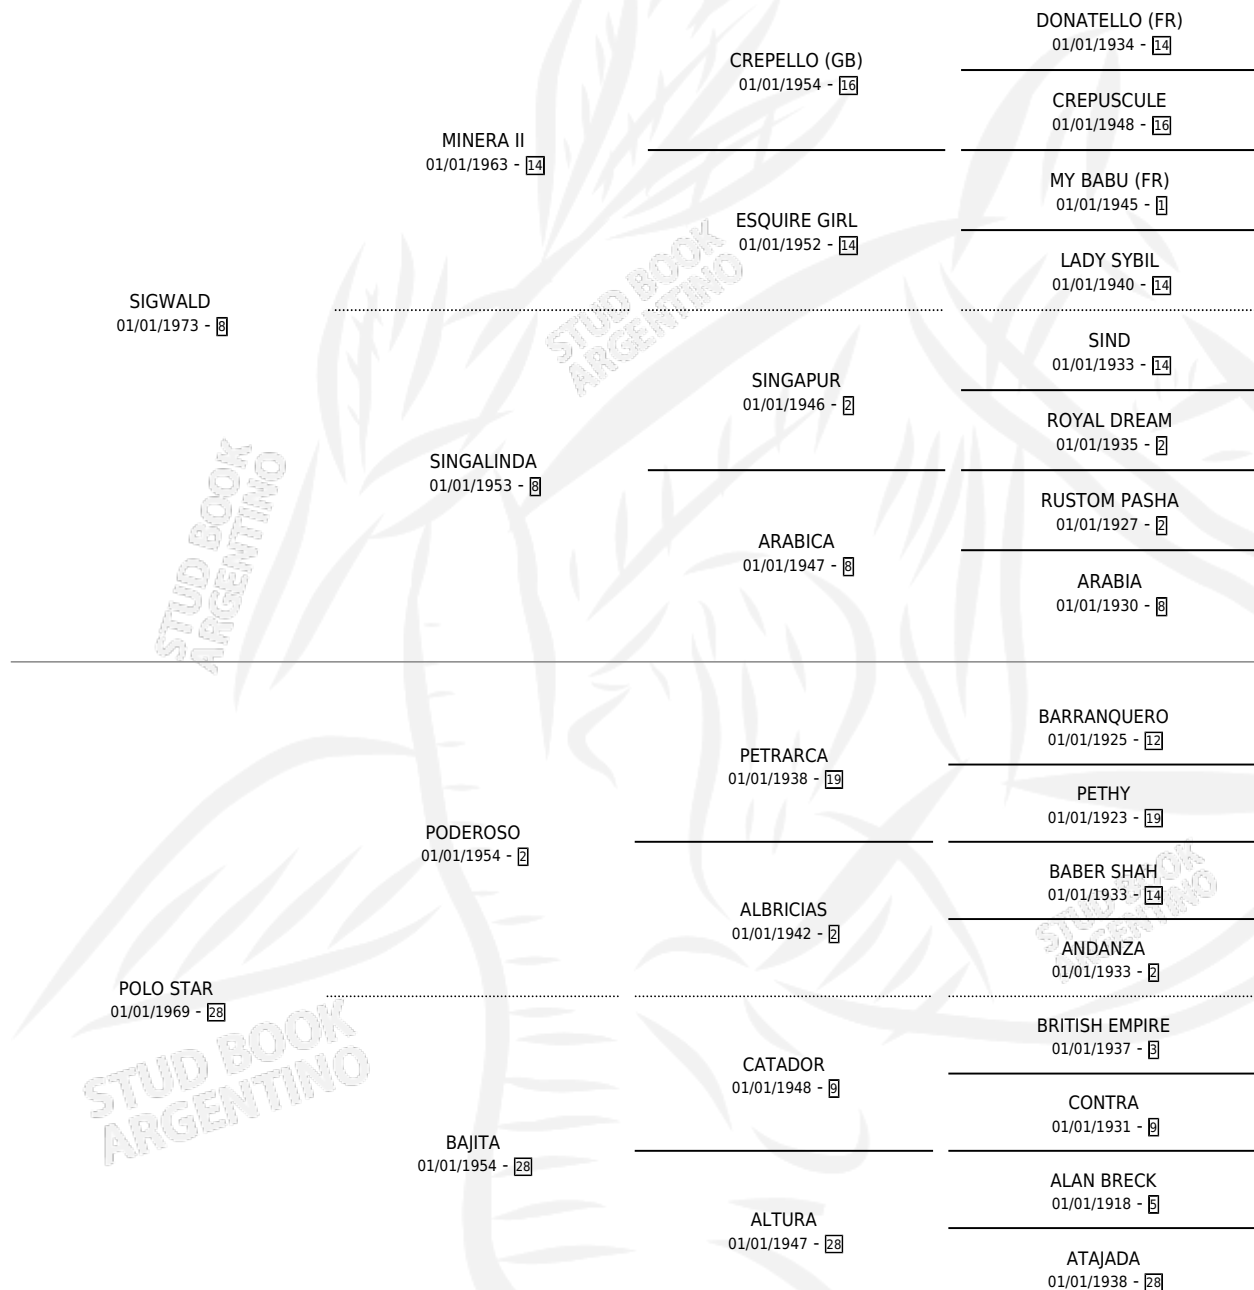 SIGWALD
01/01/1973 - 8
MINERA II
01/01/1963 - 14
CREPELLO (GB)
01/01/1954 - 16
DONATELLO (FR)
01/01/1934 - 14
CREPUSCULE
01/01/1948 - 16
ESQUIRE GIRL
01/01/1952 - 14
MY BABU (FR)
01/01/1945 - 1
LADY SYBIL
01/01/1940 - 14
SINGALINDA
01/01/1953 - 8
SINGAPUR
01/01/1946 - 2
SIND
01/01/1933 - 14
ROYAL DREAM
01/01/1935 - 2
ARABICA
01/01/1947 - 8
RUSTOM PASHA
01/01/1927 - 2
ARABIA
01/01/1930 - 8
POLO STAR
01/01/1969 - 28
PODEROSO
01/01/1954 - 2
PETRARCA
01/01/1938 - 19
BARRANQUERO
01/01/1925 - 12
PETHY
01/01/1923 - 19
ALBRICIAS
01/01/1942 - 2
BABER SHAH
01/01/1933 - 14
ANDANZA
01/01/1933 - 2
BAJITA
01/01/1954 - 28
CATADOR
01/01/1948 - 9
BRITISH EMPIRE
01/01/1937 - 3
CONTRA
01/01/1931 - 9
ALTURA
01/01/1947 - 28
ALAN BRECK
01/01/1918 - 5
ATAJADA
01/01/1938 - 28
STUD BOOK
ARGENTINO
STUD BOOK
ARGENTINO
STUD BOOK
ARGENTINO
STUD BOOK
ARGENTINO